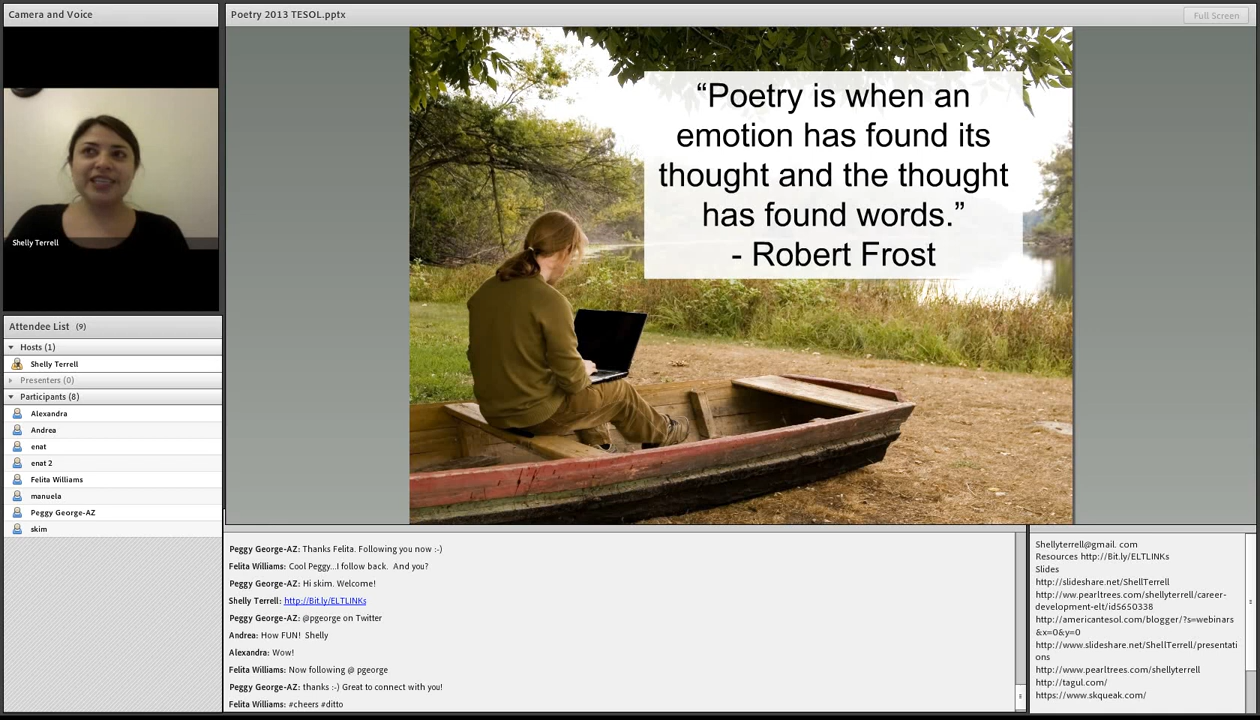 Camera and Voice
Shelly Terrell
Attendee List (9)
Hosts (1)
Shelly Terrell
Presenters (0)
Participants (8)
Alexandra
Andrea
enat
enat 2
Felita Williams
manuela
Peggy George-AZ
skim
Poetry 2013 TESOL.pptx
Full Screen
“Poetry is when an
emotion has found its
thought and the thought
has found words.”
- Robert Frost
Peggy George-AZ: Thanks Felita. Following you now :-)
Felita Williams: Cool Peggy...I follow back. And you?
Peggy George-AZ: Hi skim. Welcome!
Shelly Terrell: http://Bit.ly/ELTLINKs
Peggy George-AZ: @pgeorge on Twitter
Andrea: How FUN! Shelly
Alexandra: Wow!
Felita Williams: Now following @ pgeorge
Peggy George-AZ: thanks :-) Great to connect with you!
Felita Williams: #cheers #ditto
Shellyterrell@gmail. com
Resources http://Bit.ly/ELTLINKs
Slides
http://slideshare.net/ShellTerrell
http://ww.pearltrees.com/shellyterrell/career-
development-elt/id5650338
http://americantesol.com/blogger/?s=webinars
&x=0&y=0
http://www.slideshare.net/ShellTerrell/presentati
ons
http://www.pearltrees.com/shellyterrell
http://tagul.com/
https://www.skqueak.com/